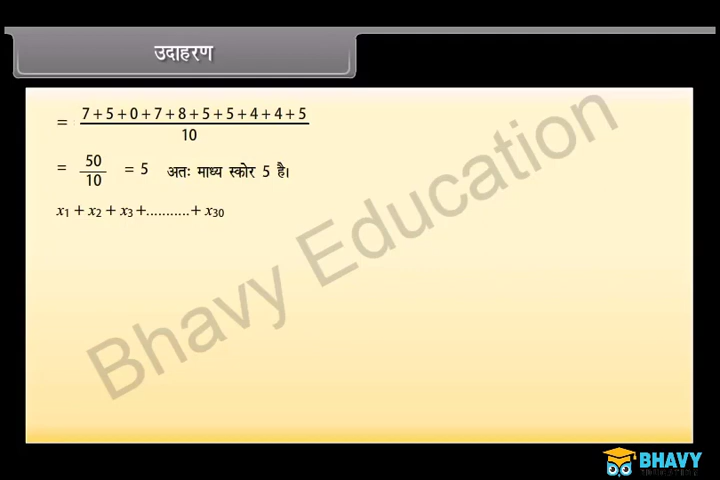 उदाहरण
= 7 + 5 + 0 + 7 + 8 + 5 + 5 + 4 + 4 + 5
10
= 50/10 = 5 अतः माध्य स्कोर 5 है।
x₁ + x₂ + x₃ +...........+ x₃₀
Bhavy Education
BHAVY
EDUCATION